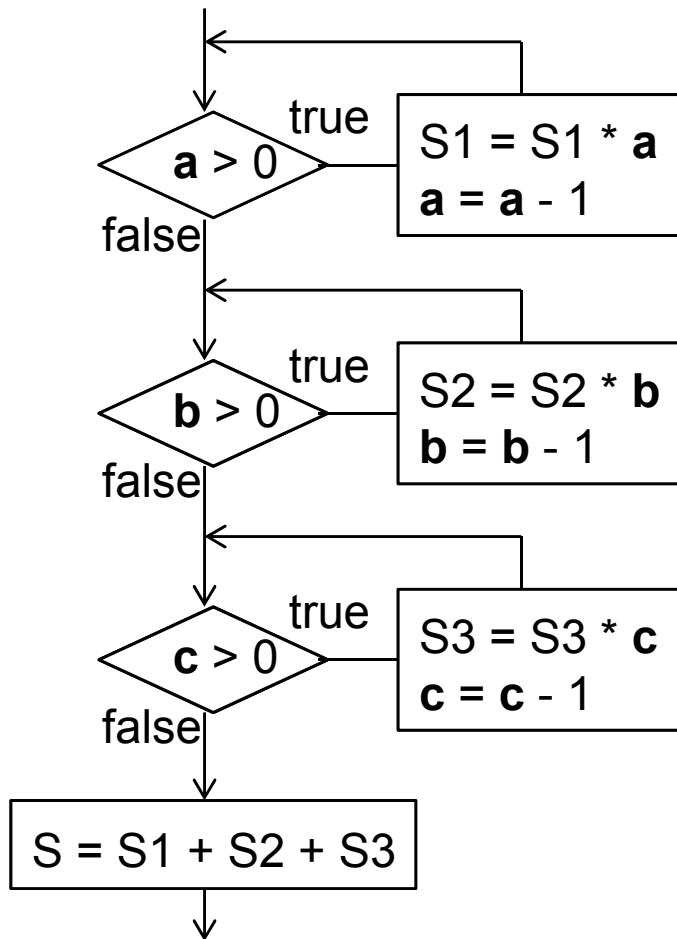 true
a > 0
S1 = S1 * a
a = a - 1
false
true
b > 0
S2 = S2 * b
b = b - 1
false
true
c > 0
S3 = S3 * c
c = c - 1
false
S = S1 + S2 + S3